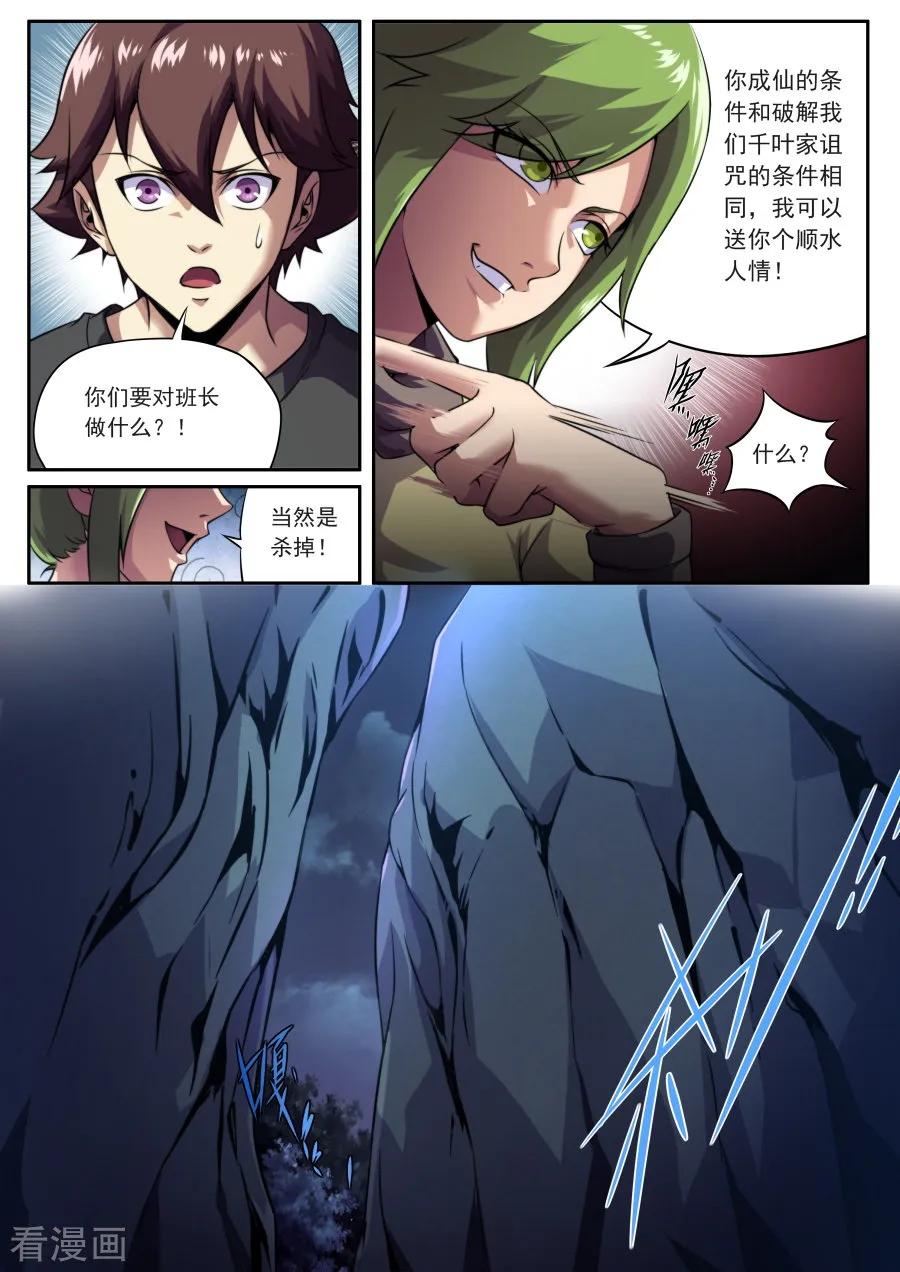 你们要对班长
做什么？！
你成仙的条
件和破解我
们千叶家诅
咒的条件相
同，我可以
送你个顺水
人情！
嘿
嘿
嘿
…
什么？
当然是
杀掉！
嘎
看漫画